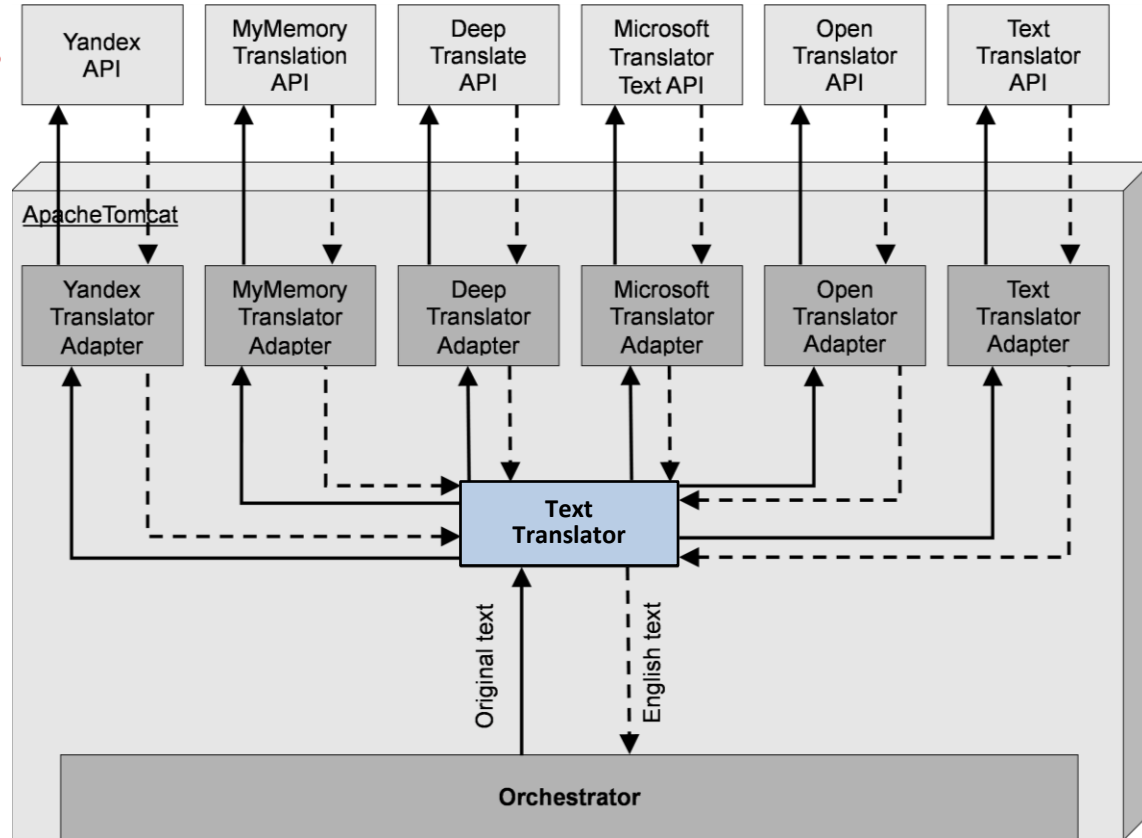 Yandex
API
MyMemory
Translation
API
Deep
Translate
API
Microsoft
Translator
Text API
Open
Translator
API
Text
Translator
API
ApacheTomcat
Yandex
Translator
Adapter
MyMemory
Translator
Adapter
Deep
Translator
Adapter
Microsoft
Translator
Adapter
Open
Translator
Adapter
Text
Translator
Adapter
Text
Translator
Original text
English text
Orchestrator